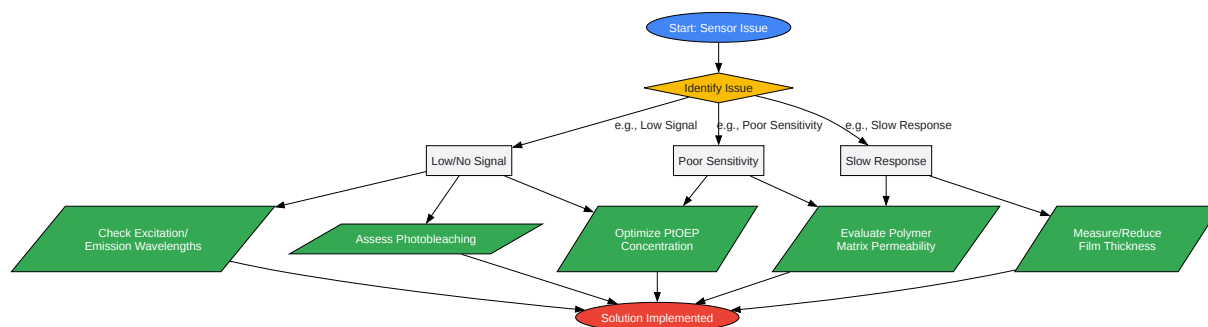 Start: Sensor Issue
Identify Issue
e.g., Low Signal
e.g., Poor Sensitivity
e.g., Slow Response
Low/No Signal
Poor Sensitivity
Slow Response
Check Excitation/
Emission Wavelengths
Assess Photobleaching
Optimize PtOEP
Concentration
Evaluate Polymer
Matrix Permeability
Measure/Reduce
Film Thickness
Solution Implemented